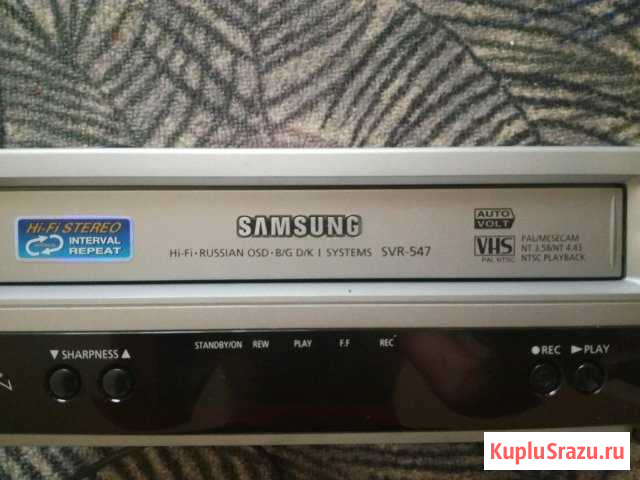 Hi-Fi STEREO
INTERVAL
REPEAT
SAMSUNG
Hi-Fi·RUSSIAN OSD·B/G D/K I SYSTEMS SVR-547
AUTO
VOLT
VHS
PAL NTSC
PAL/MESECAM
NT 3.58/NT 4.43
NTSC PLAYBACK
▼ SHARPNESS ▲
STANDBY/ON REW PLAY F.F REC
●REC ►PLAY
KupluSrazu.ru